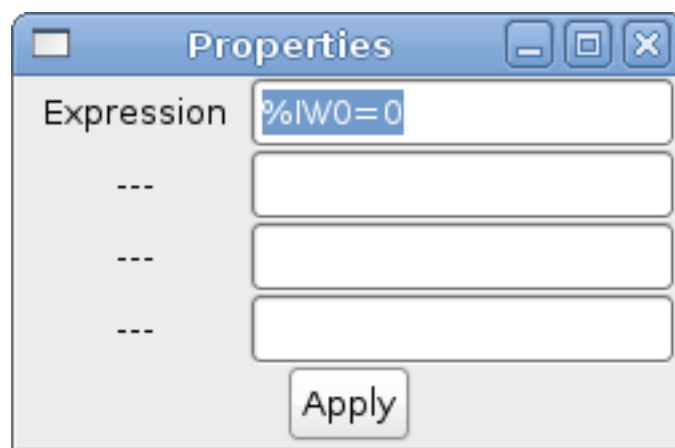 Properties
Expression %IW0=0
---
---
---
Apply